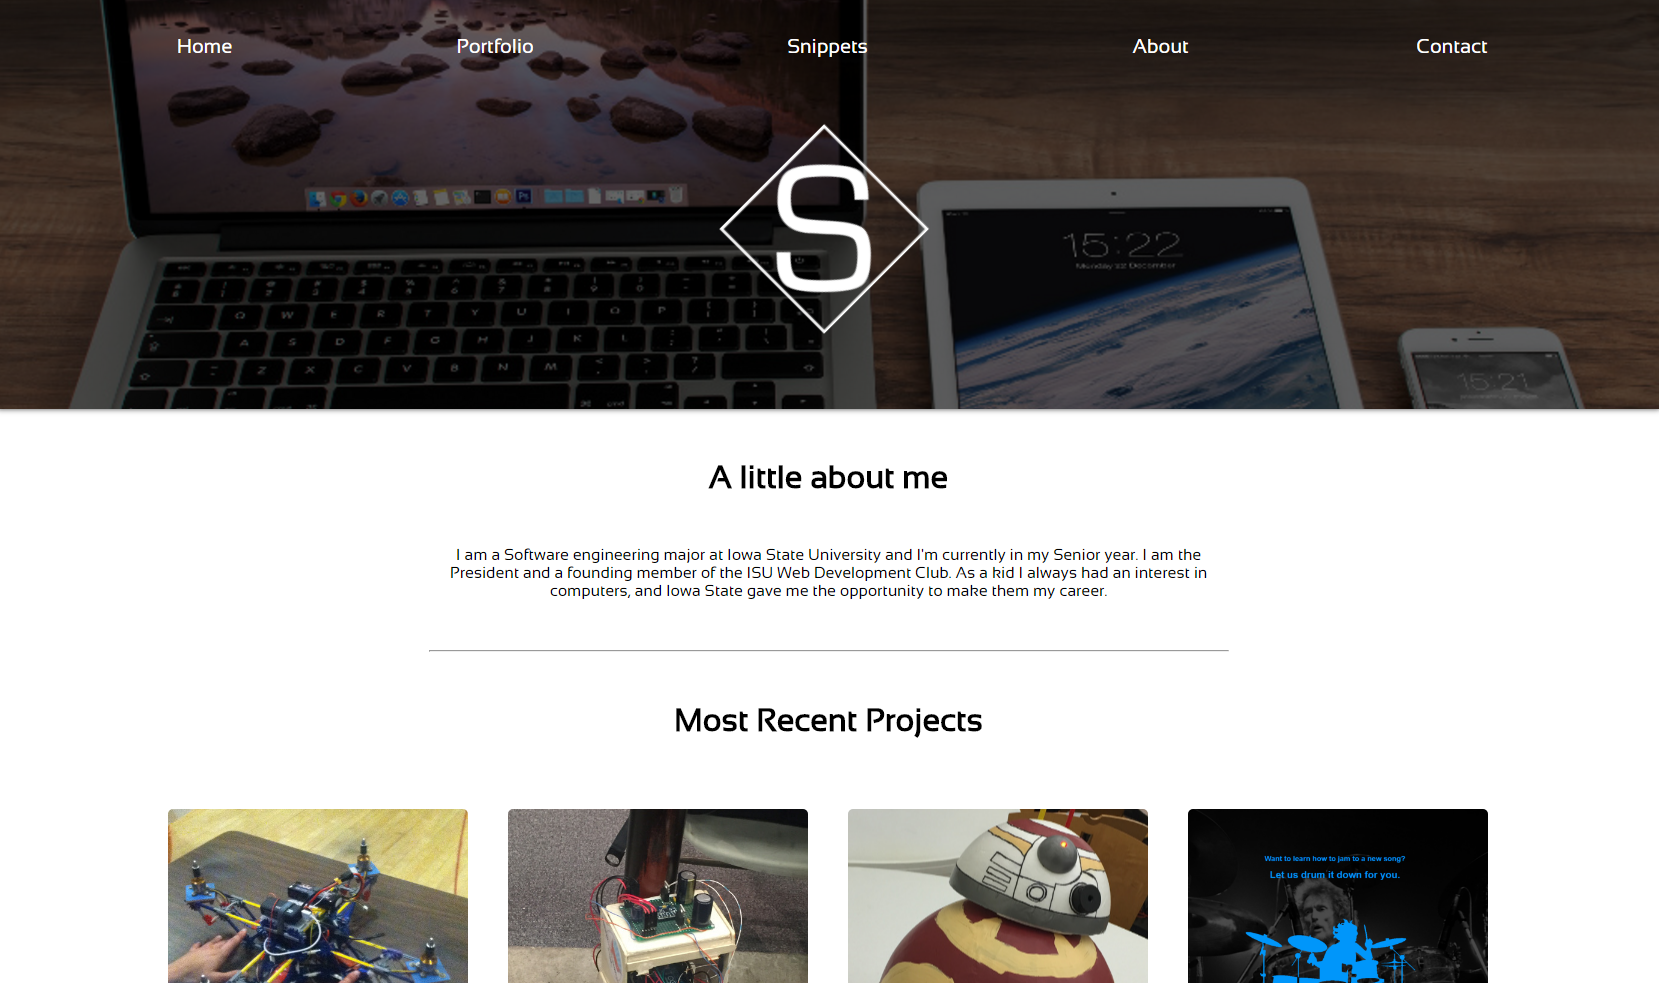 Home
Portfolio
Snippets
About
Contact
S
15:22
Monday 22 December
15:21
A little about me
I am a Software engineering major at Iowa State University and I'm currently in my Senior year. I am the
President and a founding member of the ISU Web Development Club. As a kid I always had an interest in
computers, and Iowa State gave me the opportunity to make them my career.
Most Recent Projects
Want to learn how to jam to a new song?
Let us drum it down for you.